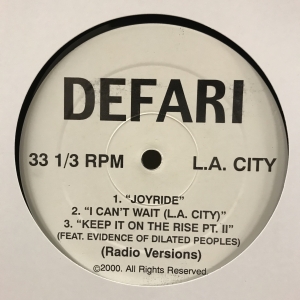 DEFARI
33 1/3 RPM L.A. CITY
1. "JOYRIDE"
2. "I CAN'T WAIT (L.A. CITY)"
3. "KEEP IT ON THE RISE PT. II"
(FEAT. EVIDENCE OF DILATED PEOPLES)
(Radio Versions)
©2000. All Rights Reserved.